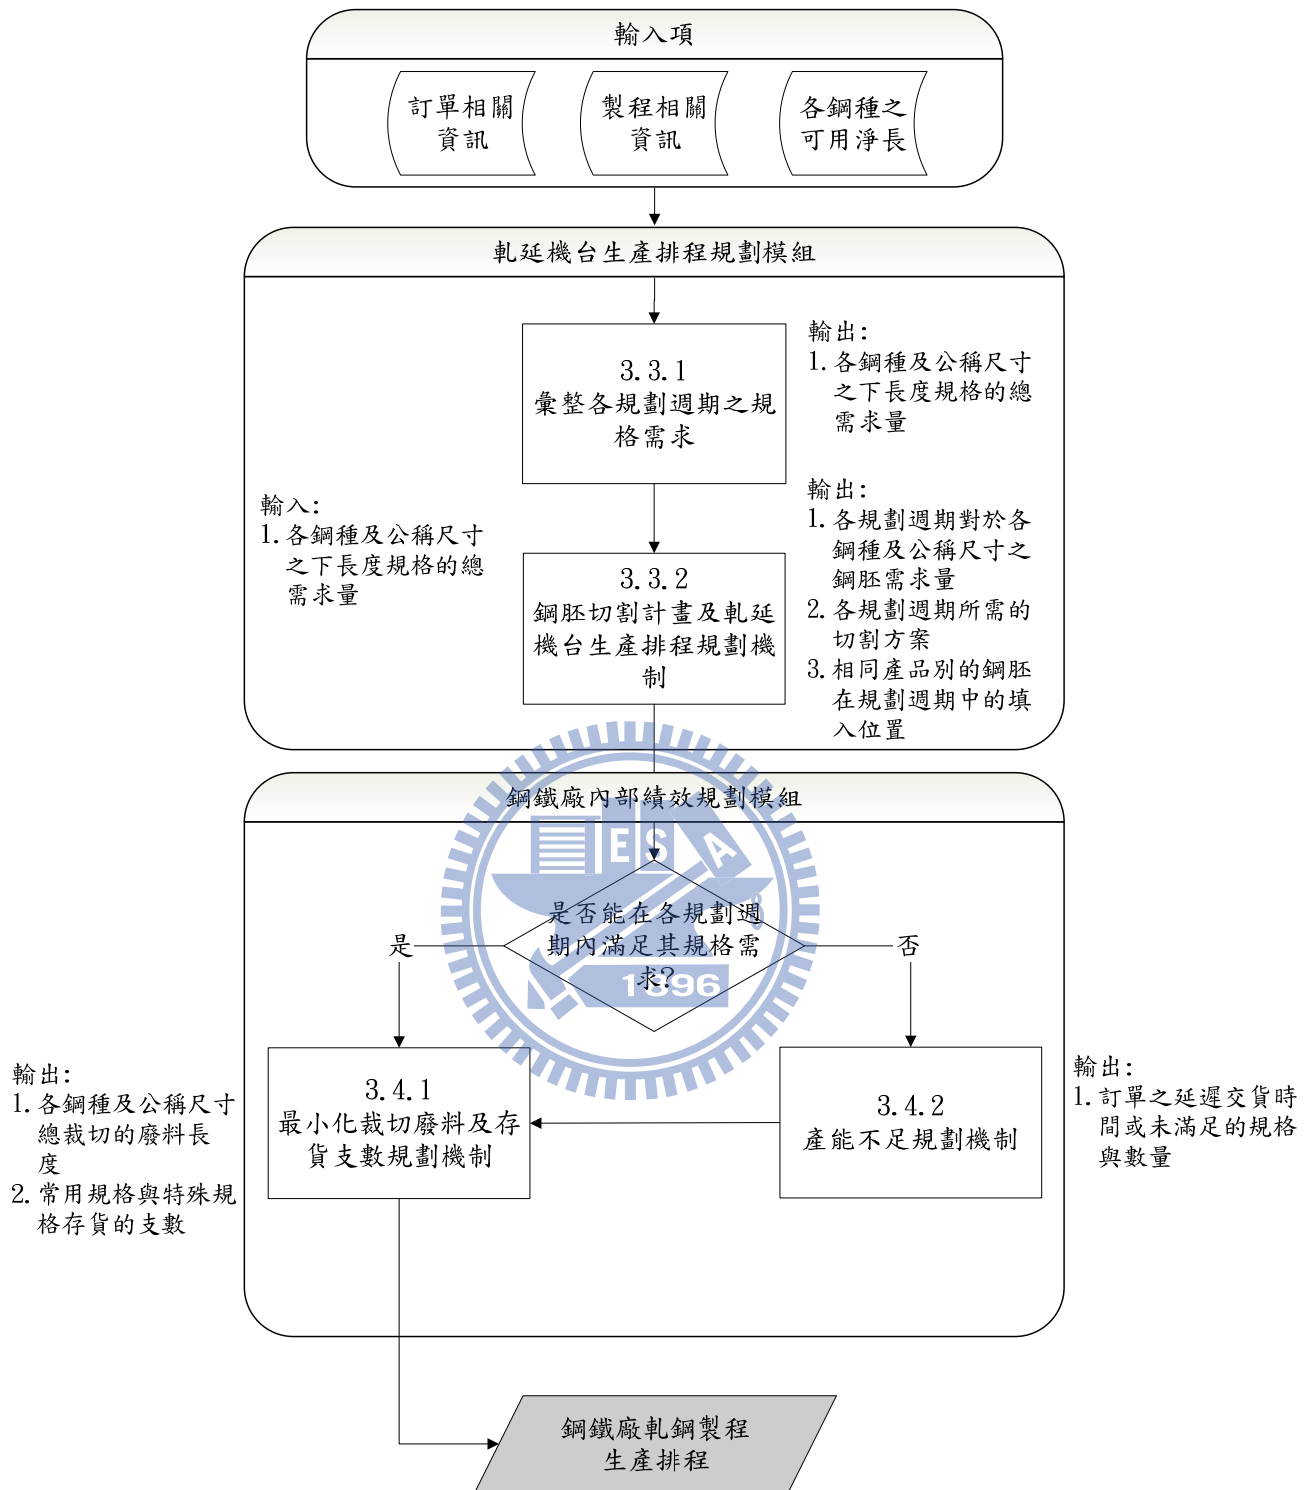 輸入項
訂單相關
資訊
製程相關
資訊
各鋼種之
可用淨長
軋延機台生產排程規劃模組
3.3.1
彙整各規劃週期之規
格需求
輸出:
1. 各鋼種及公稱尺寸
之下長度規格的總
需求量
輸入:
1. 各鋼種及公稱尺寸
之下長度規格的總
需求量
3.3.2
鋼胚切割計畫及軋延
機台生產排程規劃機
制
輸出:
1. 各規劃週期對於各
鋼種及公稱尺寸之
鋼胚需求量
2. 各規劃週期所需的
切割方案
3. 相同產品別的鋼胚
在規劃週期中的填
入位置
鋼鐵廠內部績效規劃模組
ESA
是否能在各規劃週
期內滿足其規格需
求?
1896
是
否
輸出:
1. 各鋼種及公稱尺寸
總裁切的廢料長
度
2. 常用規格與特殊規
格存貨的支數
3.4.1
最小化裁切廢料及存
貨支數規劃機制
3.4.2
產能不足規劃機制
輸出:
1. 訂單之延遲交貨時
間或未滿足的規格
與數量
鋼鐵廠軋鋼製程
生產排程